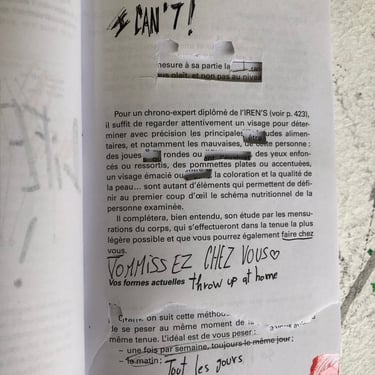 I CAN'T!
mesure à sa partie la
plaît, et non pas au niveau
Pour un chrono-expert diplômé de l'IREN'S (voir p. 423),
il suffit de regarder attentivement un visage pour déter-
miner avec précision les principales udes alimen-
taires, et notamment les mauvaises, de cette personne :
des joues rondes ou des yeux enfon-
cés ou ressortis, des pommettes plates ou accentuées,
un visage émacié ou la coloration et la qualité de
la peau... sont autant d'éléments qui permettent de défi-
nir au premier coup d'œil le schéma nutritionnel de la
personne examinée.
Il complétera, bien entendu, son étude par les mensu-
rations du corps, qui s'effectueront dans la tenue la plus
légère possible et que vous pourrez également faire chez
vous.
VOMMISSEZ CHEZ VOUS ♡
Vos formes actuelles throw up at home
on suit cette méthode
de se peser au même moment de la
même tenue. L'idéal est de vous peser :
– une fois par semaine, toujours le même jour ;
– le matin ; Tout les jours